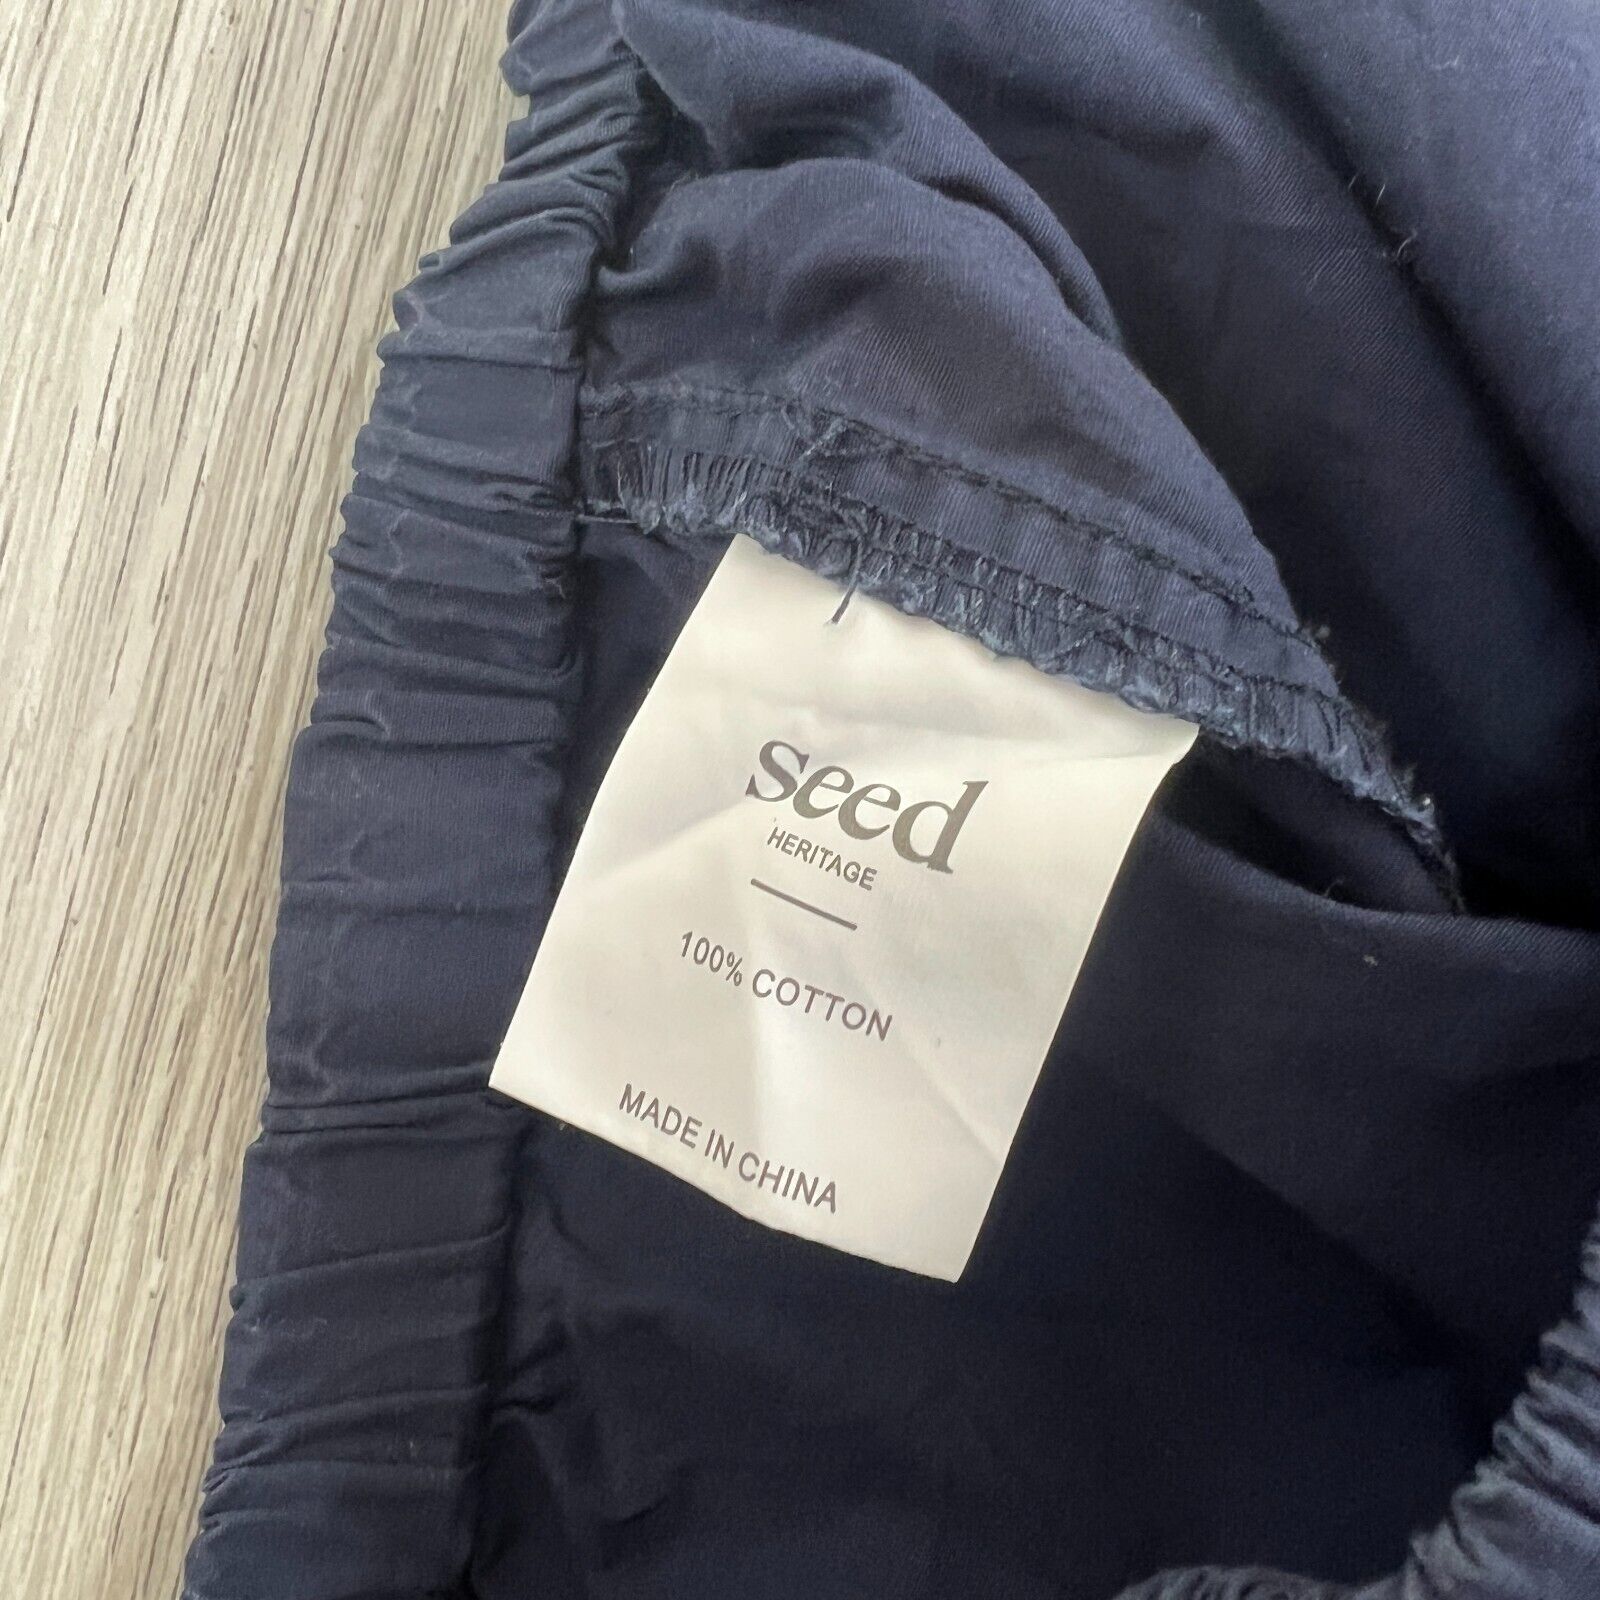 seed
HERITAGE
100% COTTON
MADE IN CHINA